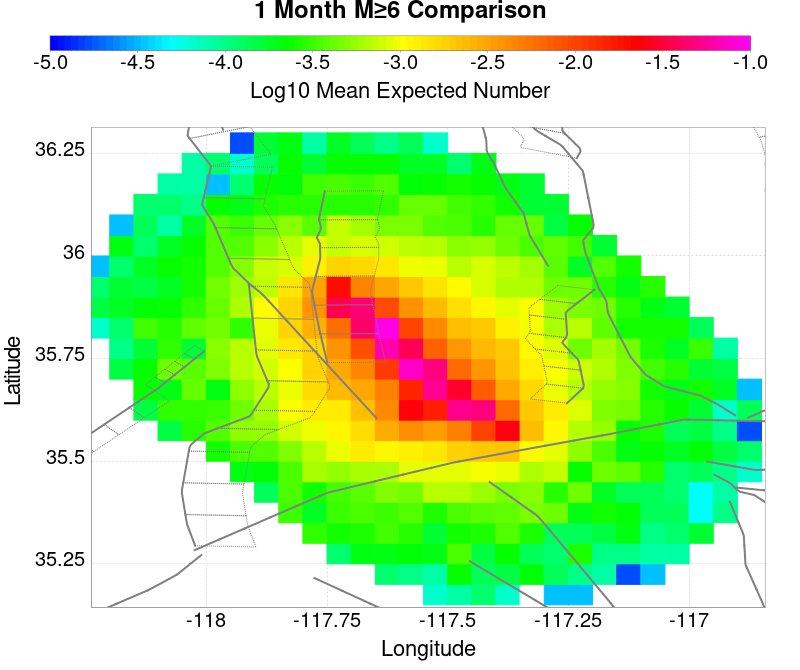 1 Month M≥6 Comparison
-5.0 -4.5 -4.0 -3.5 -3.0 -2.5 -2.0 -1.5 -1.0
Log10 Mean Expected Number
36.25
36
35.75
35.5
35.25
Latitude
-118 -117.75 -117.5 -117.25 -117
Longitude